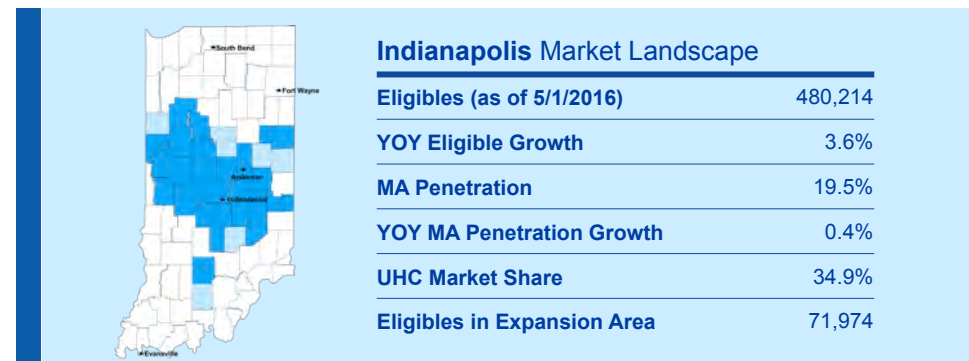 South Bend
Fort Wayne
Anderson
Indianapolis
Evansville
Indianapolis Market Landscape
Eligibles (as of 5/1/2016) 480,214
YOY Eligible Growth 3.6%
MA Penetration 19.5%
YOY MA Penetration Growth 0.4%
UHC Market Share 34.9%
Eligibles in Expansion Area 71,974